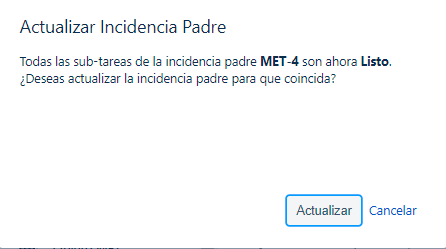 Actualizar Incidencia Padre
Todas las sub-tareas de la incidencia padre MET-4 son ahora Listo.
¿Deseas actualizar la incidencia padre para que coincida?
Actualizar Cancelar